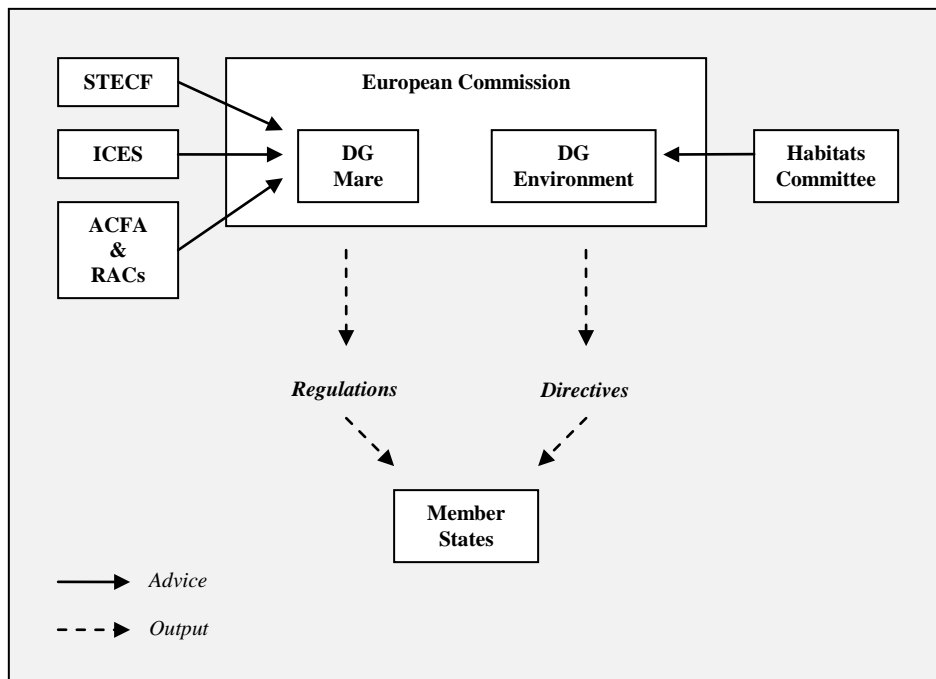 STECF
European Commission
ICES
DG
Mare
DG
Environment
Habitats
Committee
ACFA
&
RACs
Regulations
Directives
Member
States
Advice
Output